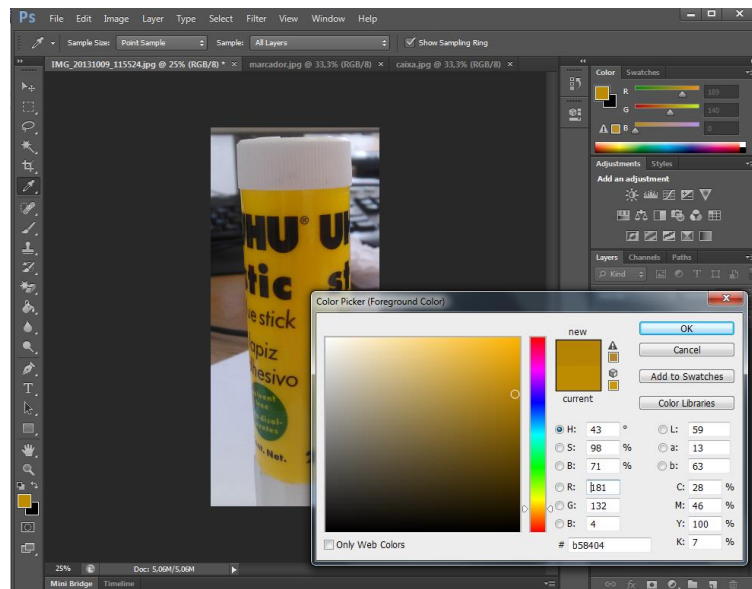 Ps File Edit Image Layer Type Select Filter View Window Help
Sample Size: Point Sample Sample: All Layers Show Sampling Ring
IMG_20131009_115524.jpg @ 25% (RGB/8) * × marcador.jpg @ 33,3% (RGB/8) × caixa.jpg @ 33,3% (RGB/8) ×
Color Swatches
R 189
G 140
B 0
Adjustments Styles
Add an adjustment
Layers Channels Paths
Kind
HU® U
tic st
e stick
apiz
hesivo
tt. Net.
Color Picker (Foreground Color)
new
current
OK
Cancel
Add to Swatches
Color Libraries
H: 43 °
S: 98 %
B: 71 %
R: 181
G: 132
B: 4
# b58404
L: 59
a: 13
b: 63
C: 28 %
M: 46 %
Y: 100 %
K: 7 %
Only Web Colors
25% Doc: 5,06M/5,06M
Mini Bridge Timeline